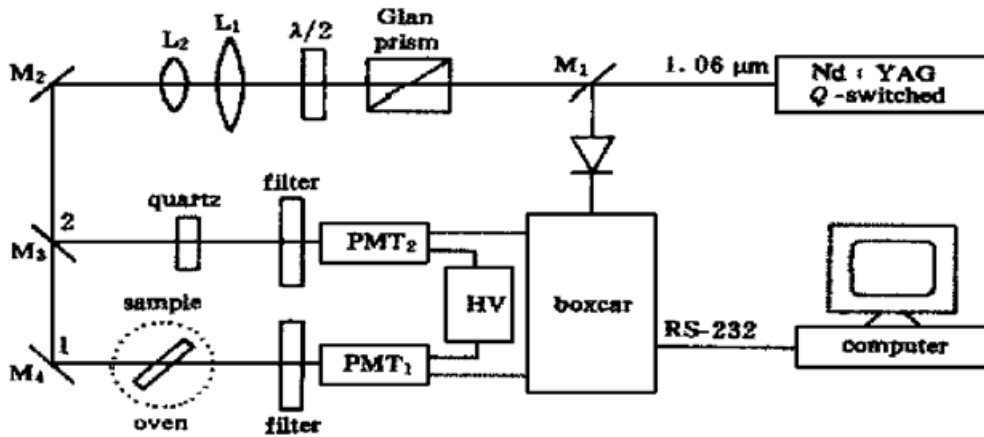 Glan
prism
L₁
λ/2
L₂
M₂
M₁
1. 06 μm
Nd : YAG
Q -switched
filter
quartz
2
M₃
PMT₂
HV
boxcar
sample
1
M₄
PMT₁
RS-232
computer
oven
filter